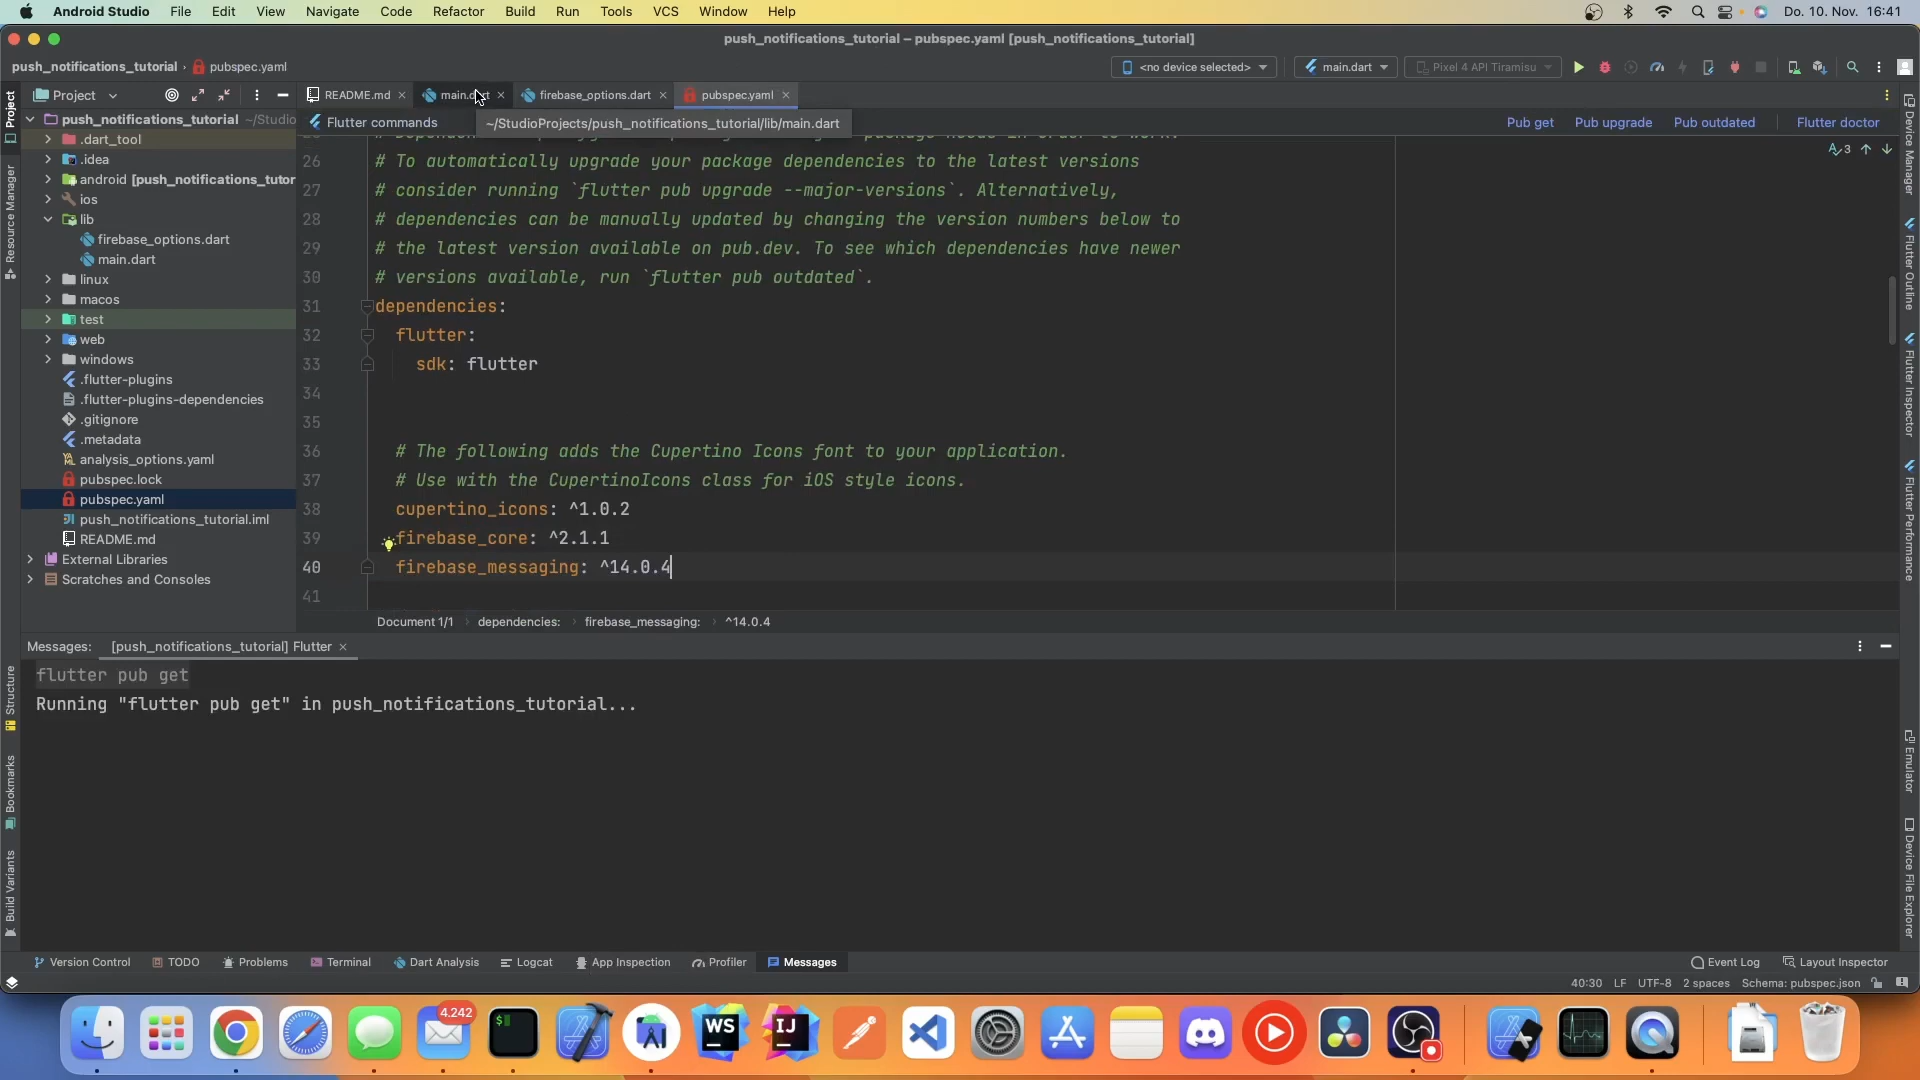 Android Studio File Edit View Navigate Code Refactor Build Run Tools VCS Window Help Do. 10. Nov. 16:41
push_notifications_tutorial – pubspec.yaml [push_notifications_tutorial]
push_notifications_tutorial pubspec.yaml <no device selected> main.dart Pixel 4 API Tiramisu
Project README.md main.dart firebase_options.dart pubspec.yaml
Flutter commands ~/StudioProjects/push_notifications_tutorial/lib/main.dart Pub get Pub upgrade Pub outdated Flutter doctor
push_notifications_tutorial ~/Studio
.dart_tool
.idea
android [push_notifications_tutor
ios
lib
firebase_options.dart
main.dart
linux
macos
test
web
windows
.flutter-plugins
.flutter-plugins-dependencies
.gitignore
.metadata
analysis_options.yaml
pubspec.lock
pubspec.yaml
push_notifications_tutorial.iml
README.md
External Libraries
Scratches and Consoles
3
26 # To automatically upgrade your package dependencies to the latest versions
27 # consider running `flutter pub upgrade --major-versions`. Alternatively,
28 # dependencies can be manually updated by changing the version numbers below to
29 # the latest version available on pub.dev. To see which dependencies have newer
30 # versions available, run `flutter pub outdated`.
31 dependencies:
32 flutter:
33 sdk: flutter
34
35
36 # The following adds the Cupertino Icons font to your application.
37 # Use with the CupertinoIcons class for iOS style icons.
38 cupertino_icons: ^1.0.2
39 firebase_core: ^2.1.1
40 firebase_messaging: ^14.0.4
41
Document 1/1 dependencies: firebase_messaging: ^14.0.4
Messages: [push_notifications_tutorial] Flutter
flutter pub get
Running "flutter pub get" in push_notifications_tutorial...
Version Control TODO Problems Terminal Dart Analysis Logcat App Inspection Profiler Messages Event Log Layout Inspector
40:30 LF UTF-8 2 spaces Schema: pubspec.json
Project
Resource Manager
Structure
Bookmarks
Build Variants
Device Manager
Flutter Outline
Flutter Inspector
Flutter Performance
Emulator
Device File Explorer
4.242
$
WS
IJ